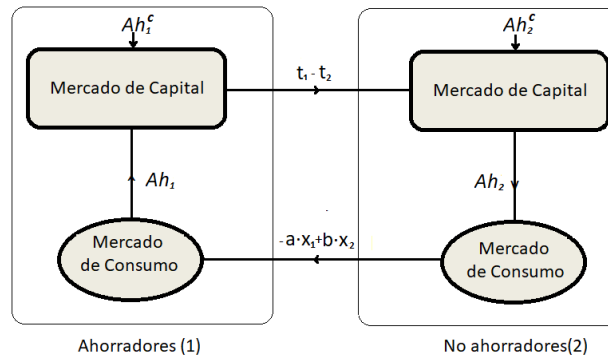 Ah₁ᶜ
Ah₂ᶜ
Mercado de Capital
t₁ - t₂
Mercado de Capital
Ah₁
Ah₂
Mercado
de Consumo
-a·x₁+b·x₂
Mercado
de Consumo
Ahorradores (1)
No ahorradores(2)